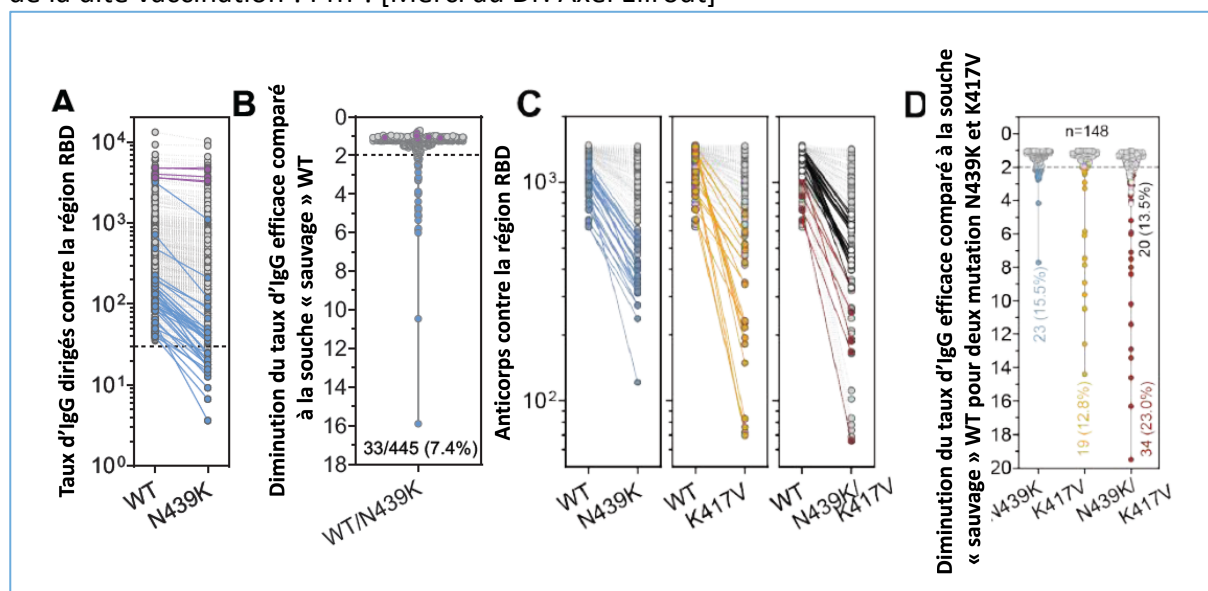 de la dite vaccination [Merci au Dr. Axel
A
Taux d'IgG dirigés contre la région RBD
10⁴
10³
10²
10¹
10⁰
WT
N439K
B
Diminution du taux d'IgG efficace comparé
à la souche « sauvage » WT
0
2
4
6
8
10
12
14
16
18
33/445 (7.4%)
WT/N439K
C
Anticorps contre la région RBD
10³
10²
WT
N439K
WT
K417V
WT
N439K/
K417V
D
Diminution du taux d'IgG efficace comparé à la souche
« sauvage » WT pour deux mutation N439K et K417V
0
2
4
6
8
10
12
14
16
18
20
n=148
23 (15.5%)
19 (12.8%)
20 (13.5%)
34 (23.0%)
N439K
K417V
N439K/
K417V